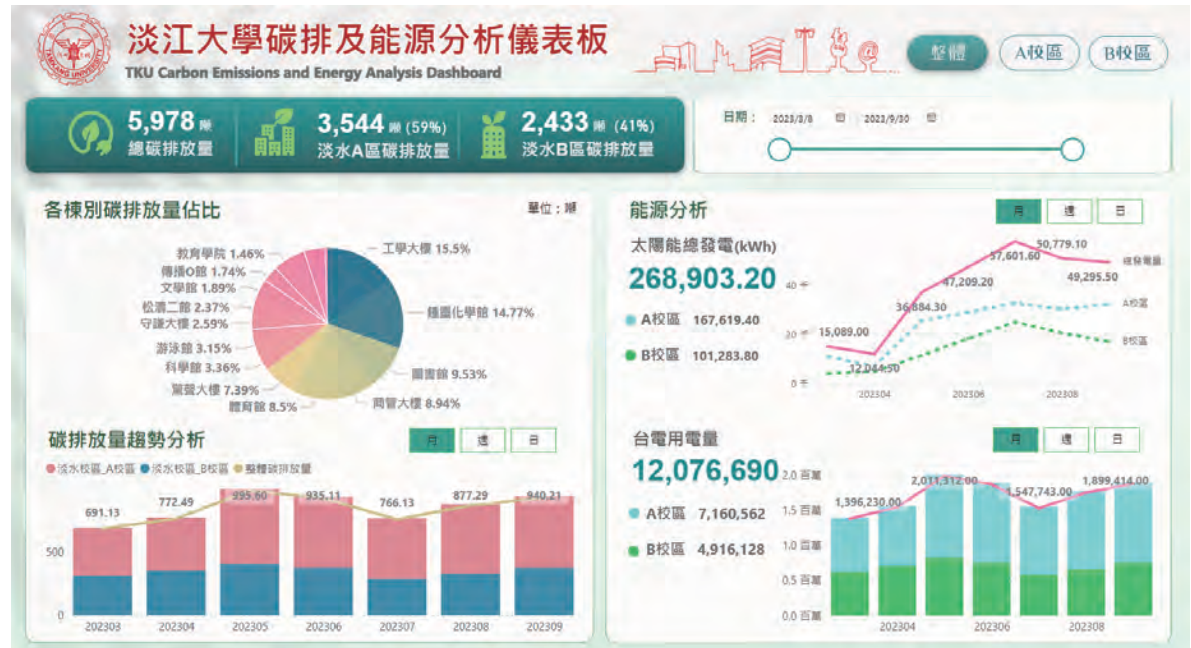 淡江大學碳排及能源分析儀表板
TKU Carbon Emissions and Energy Analysis Dashboard
TAMKANG UNIVERSITY
整體
A校區
B校區
5,978 噸
總碳排放量
3,544 噸 (59%)
淡水A區碳排放量
2,433 噸 (41%)
淡水B區碳排放量
日期：
2023/3/8
2023/9/30
各棟別碳排放量佔比
單位：噸
教育學院 1.46%
傳播O館 1.74%
文學館 1.89%
松濤二館 2.37%
守謙大樓 2.59%
游泳館 3.15%
科學館 3.36%
驚聲大樓 7.39%
體育館 8.5%
商管大樓 8.94%
圖書館 9.53%
鍾靈化學館 14.77%
工學大樓 15.5%
碳排放量趨勢分析
月
週
日
淡水校區_A校區
淡水校區_B校區
整體碳排放量
691.13
772.49
995.60
935.11
766.13
877.29
940.21
500
0
202303
202304
202305
202306
202307
202308
202309
能源分析
月
週
日
太陽能總發電(kWh)
268,903.20
A校區 167,619.40
B校區 101,283.80
40 千
20 千
0 千
15,089.00
12,044.50
36,884.30
47,209.20
57,601.60
50,779.10
49,295.50
總發電量
A校區
B校區
202304
202306
202308
台電用電量
月
週
日
12,076,690
A校區 7,160,562
B校區 4,916,128
2.0 百萬
1.5 百萬
1.0 百萬
0.5 百萬
0.0 百萬
1,396,230.00
2,011,312.00
1,547,743.00
1,899,414.00
202304
202306
202308